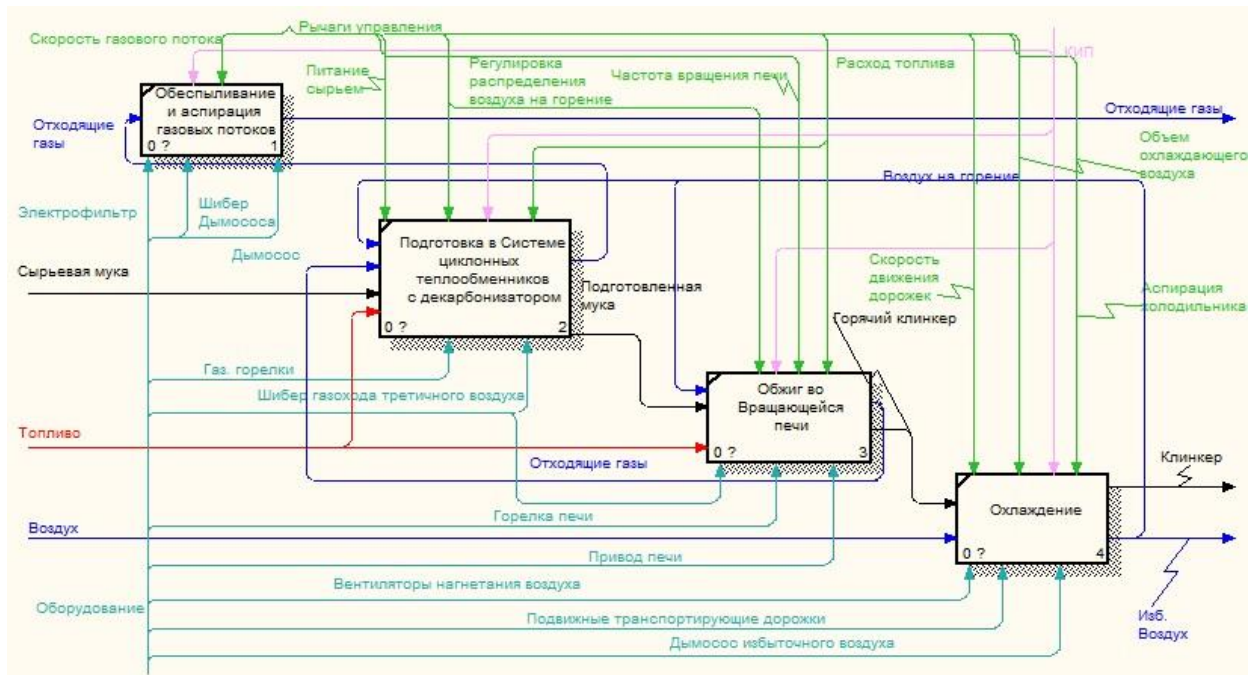 Рычаги управления
Скорость газового потока
КИП
Питание
сырьем
Регулировка
распределения
воздуха на горение
Частота вращения печи
Расход топлива
Обеспыливание
и аспирация
газовых потоков
0 ?
1
Отходящие
газы
Отходящие газы
Объем
охлаждающего
воздуха
Воздух на горение
Электрофильтр
Шибер
Дымососа
Дымосос
Сырьевая мука
Подготовка в Системе
циклонных
теплообменников
с декарбонизатором
0 ?
2
Подготовленная
мука
Скорость
движения
дорожек
Аспирация
холодильника
Горячий клинкер
Газ. горелки
Шибер газохода третичного воздуха
Обжиг во
Вращающейся
печи
0 ?
3
Топливо
Отходящие газы
Клинкер
Горелка печи
Охлаждение
0 ?
4
Воздух
Привод печи
Вентиляторы нагнетания воздуха
Оборудование
Подвижные транспортирующие дорожки
Изб.
Воздух
Дымосос избыточного воздуха